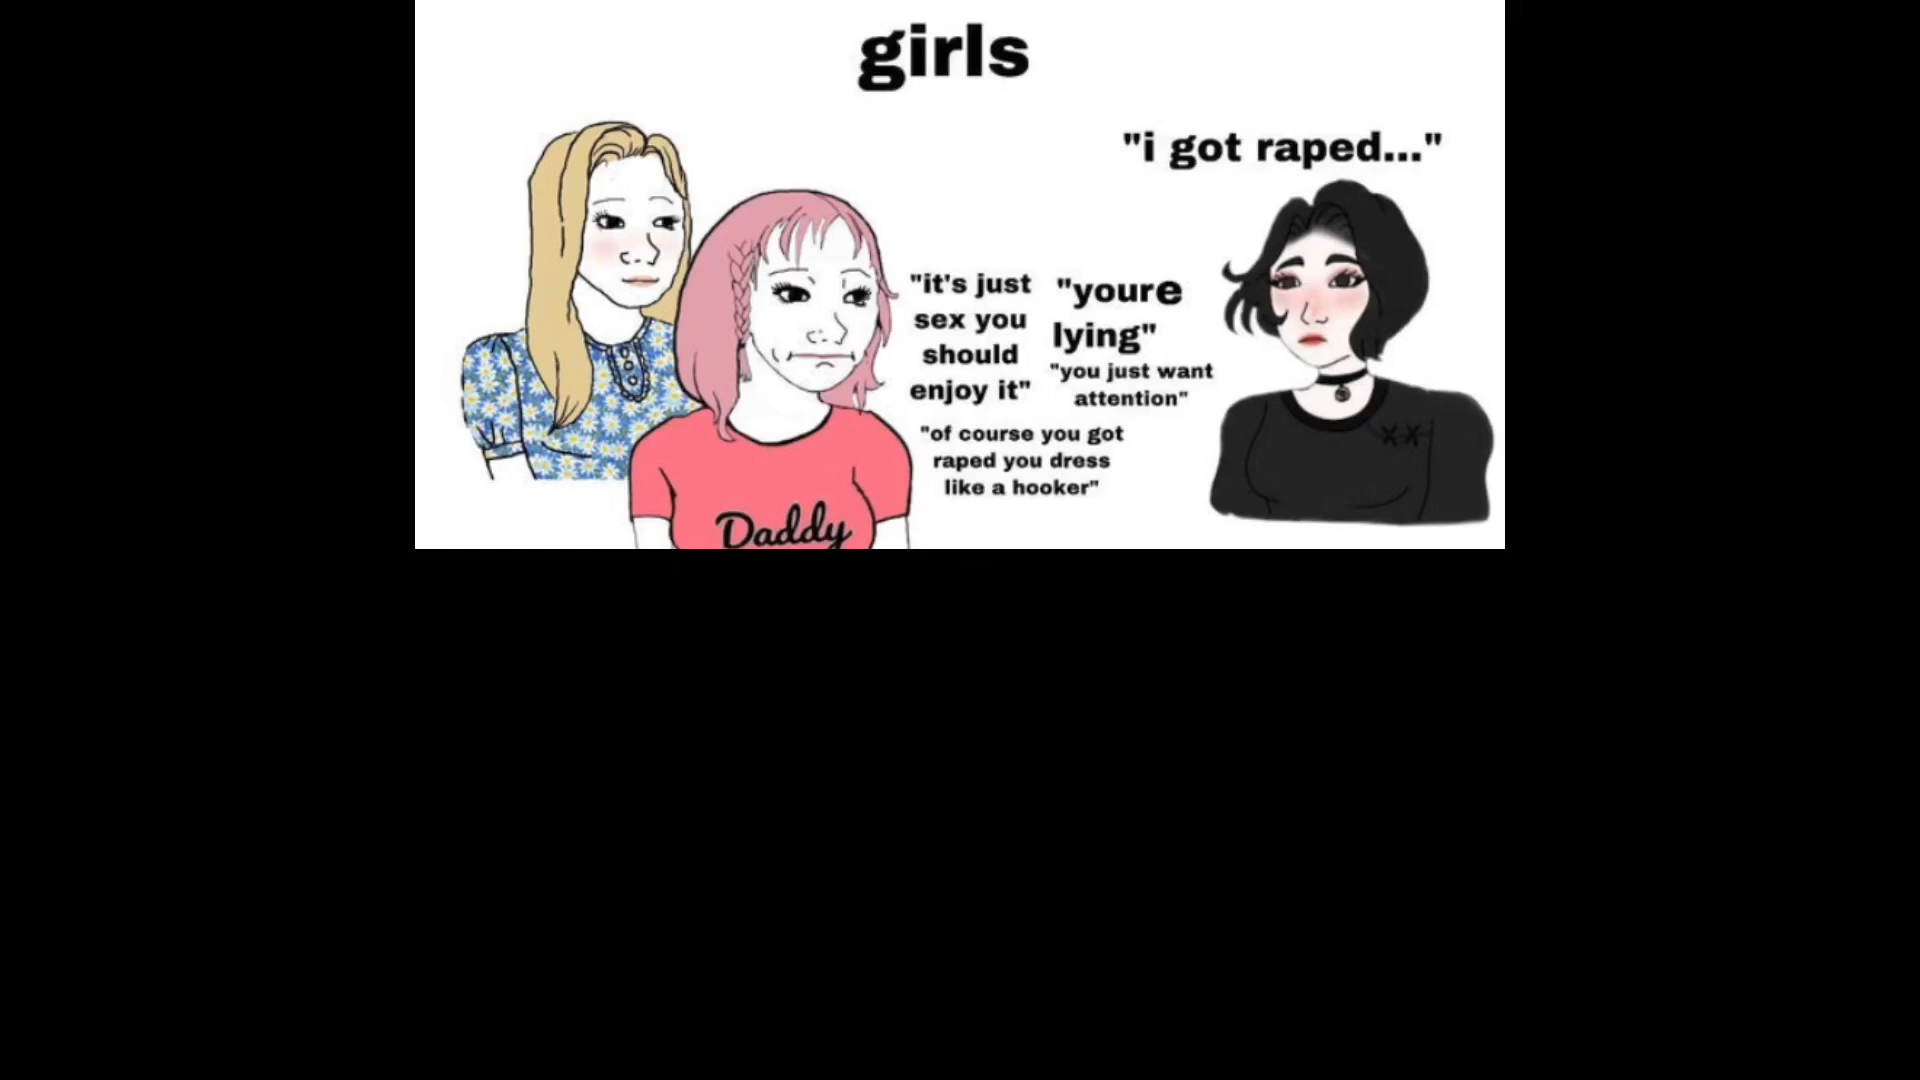 girls
"i got raped..."
"it's just
sex you
should
enjoy it"
"youre
lying"
"you just want
attention"
"of course you got
raped you dress
like a hooker"
Daddy
xx